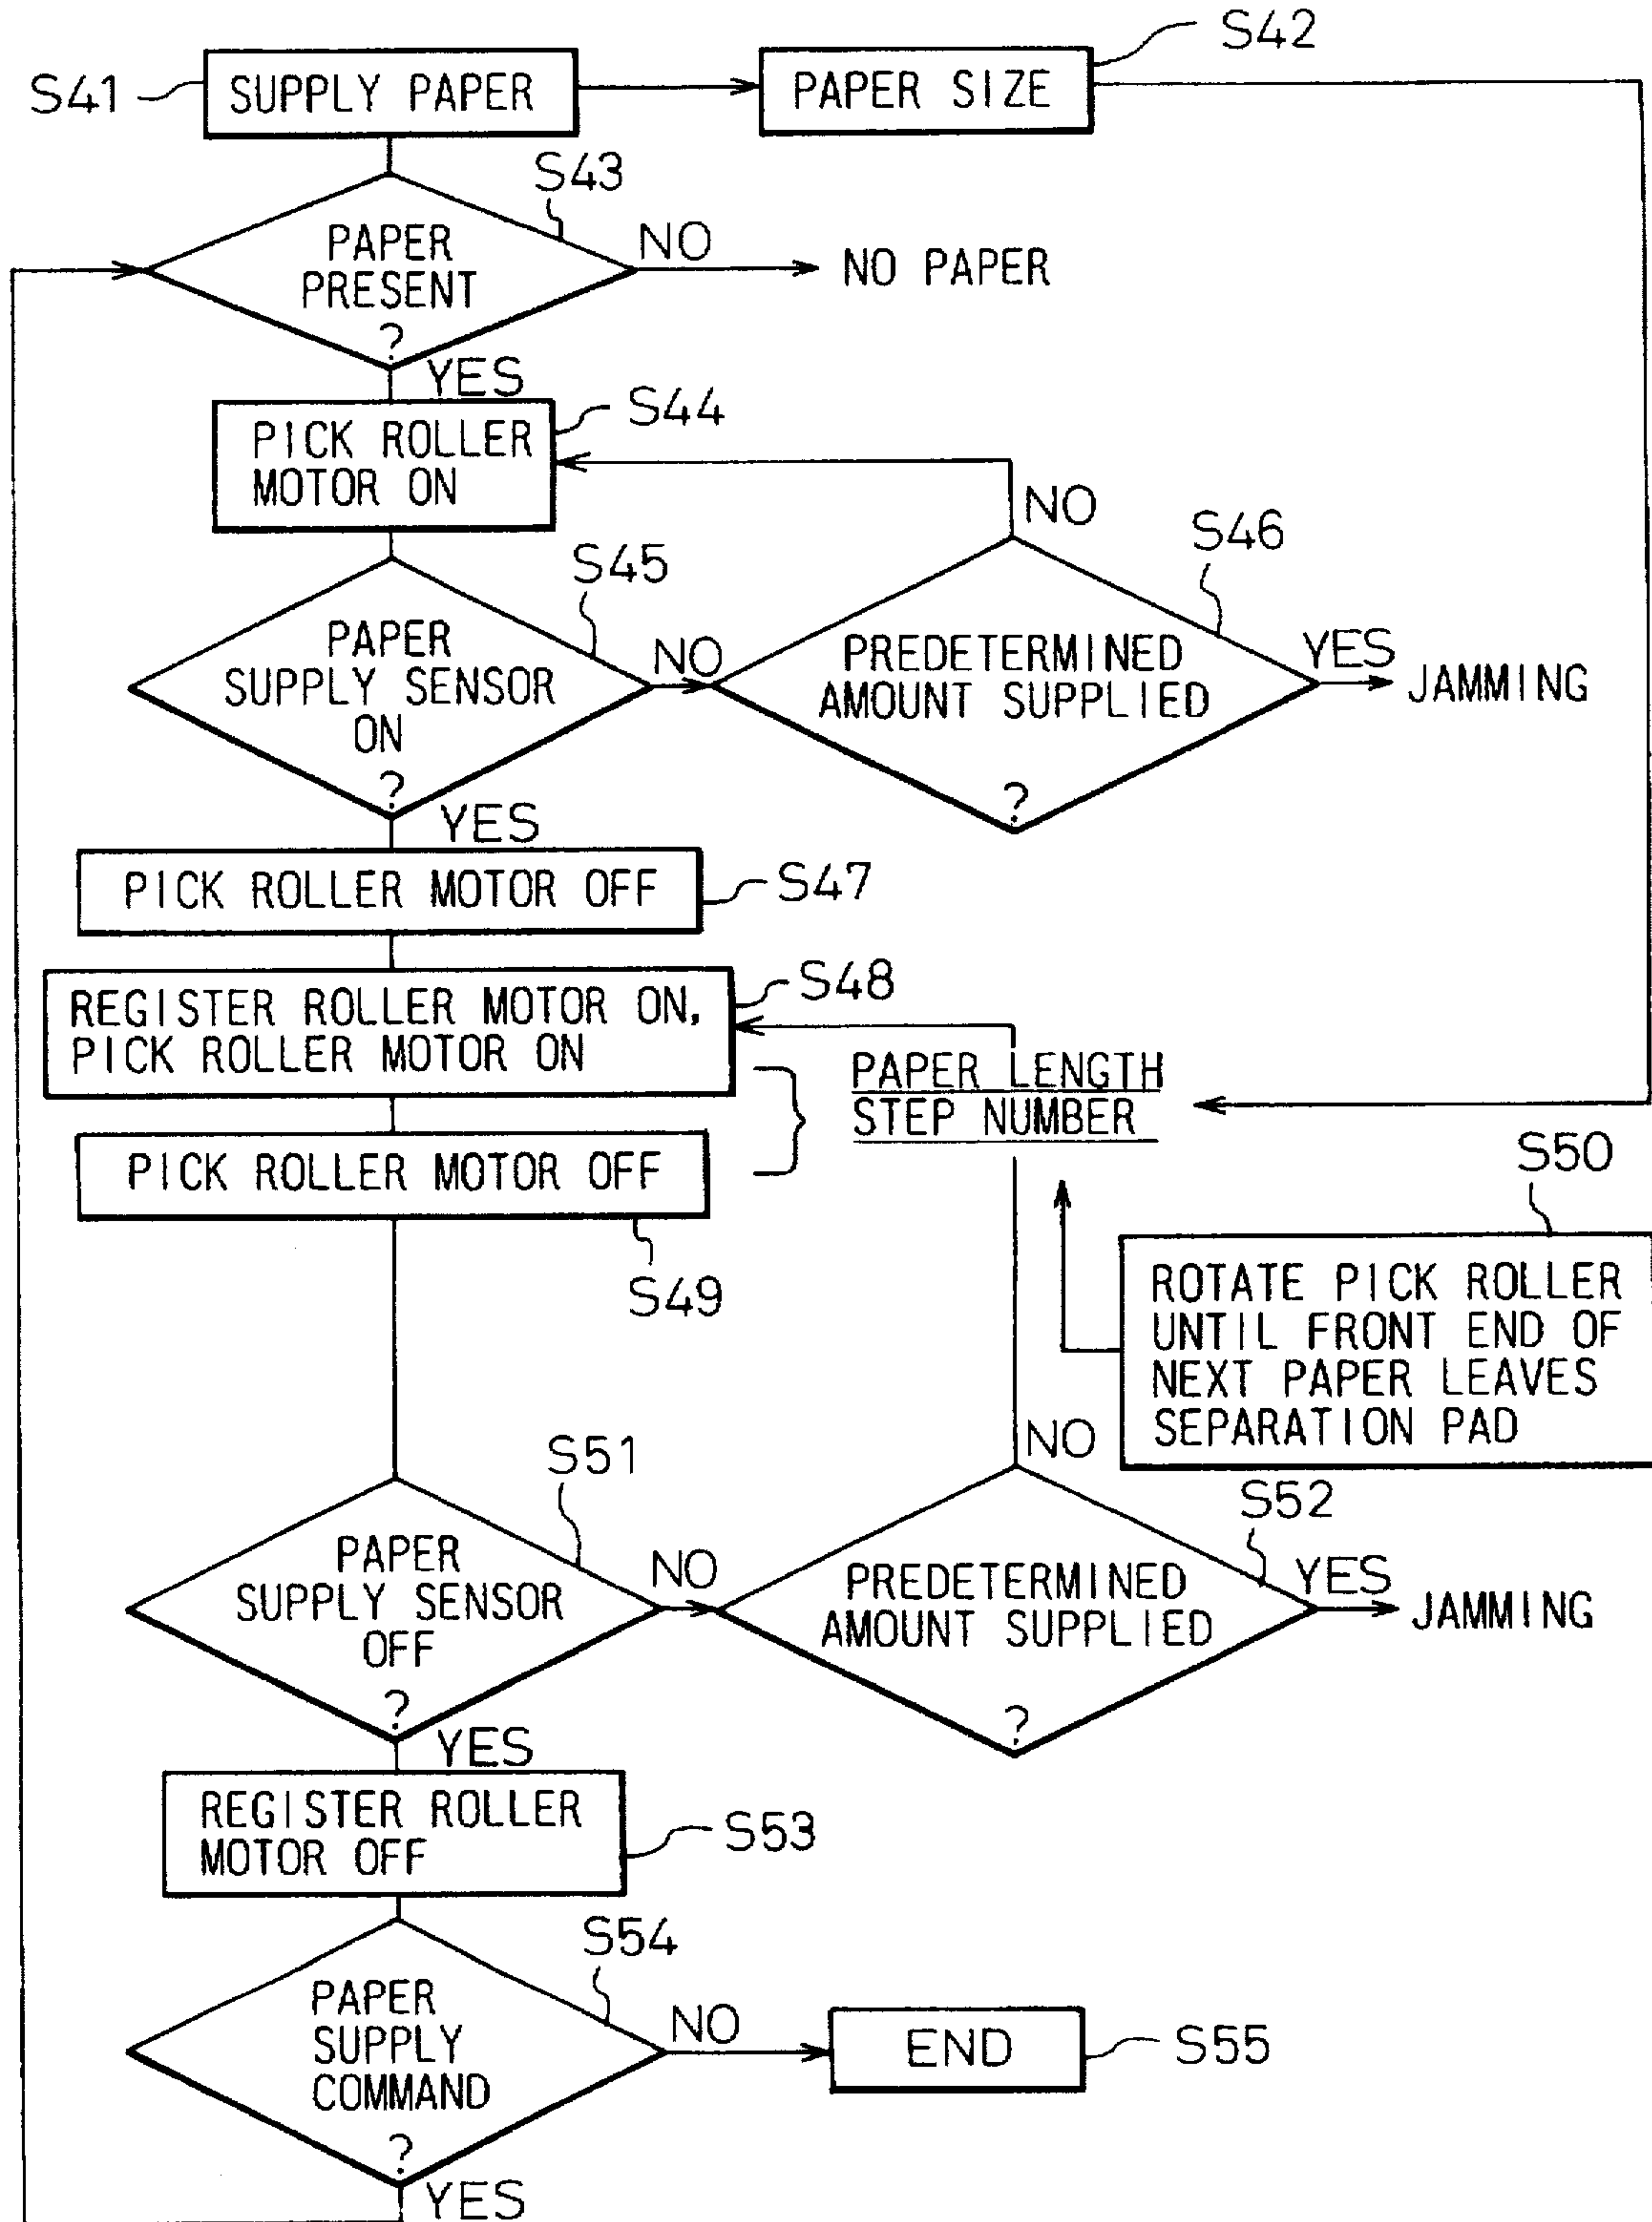 S42
S41
SUPPLY PAPER
PAPER SIZE
S43
PAPER
PRESENT
?
NO
NO PAPER
YES
S44
PICK ROLLER
MOTOR ON
NO
S46
S45
PAPER
SUPPLY SENSOR
ON
?
NO
PREDETERMINED
AMOUNT SUPPLIED
?
YES
JAMMING
YES
PICK ROLLER MOTOR OFF
S47
S48
REGISTER ROLLER MOTOR ON,
PICK ROLLER MOTOR ON
PAPER LENGTH
STEP NUMBER
PICK ROLLER MOTOR OFF
S49
S50
ROTATE PICK ROLLER
UNTIL FRONT END OF
NEXT PAPER LEAVES
SEPARATION PAD
NO
S51
S52
PAPER
SUPPLY SENSOR
OFF
?
NO
PREDETERMINED
AMOUNT SUPPLIED
?
YES
JAMMING
YES
REGISTER ROLLER
MOTOR OFF
S53
S54
PAPER
SUPPLY
COMMAND
?
NO
END
S55
YES